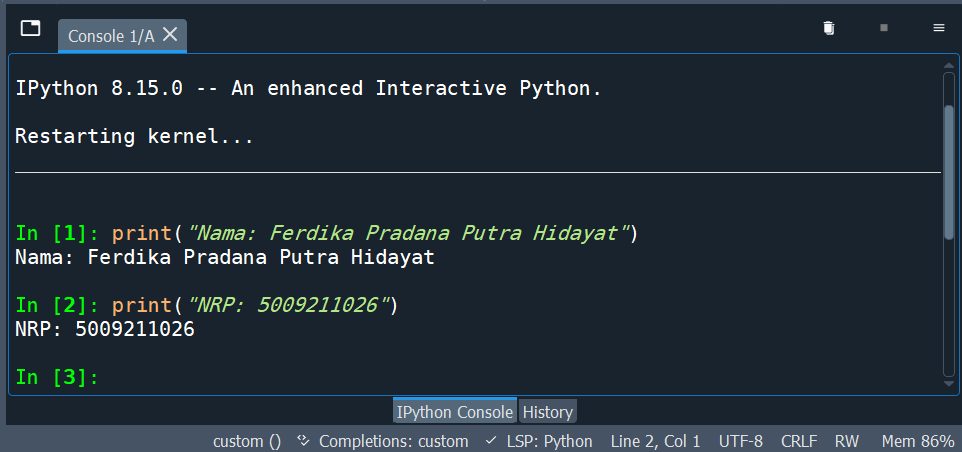 Console 1/A
IPython 8.15.0 -- An enhanced Interactive Python.
Restarting kernel...
In [1]: print("Nama: Ferdika Pradana Putra Hidayat")
Nama: Ferdika Pradana Putra Hidayat
In [2]: print("NRP: 5009211026")
NRP: 5009211026
In [3]:
IPython Console History
custom () Completions: custom LSP: Python Line 2, Col 1 UTF-8 CRLF RW Mem 86%